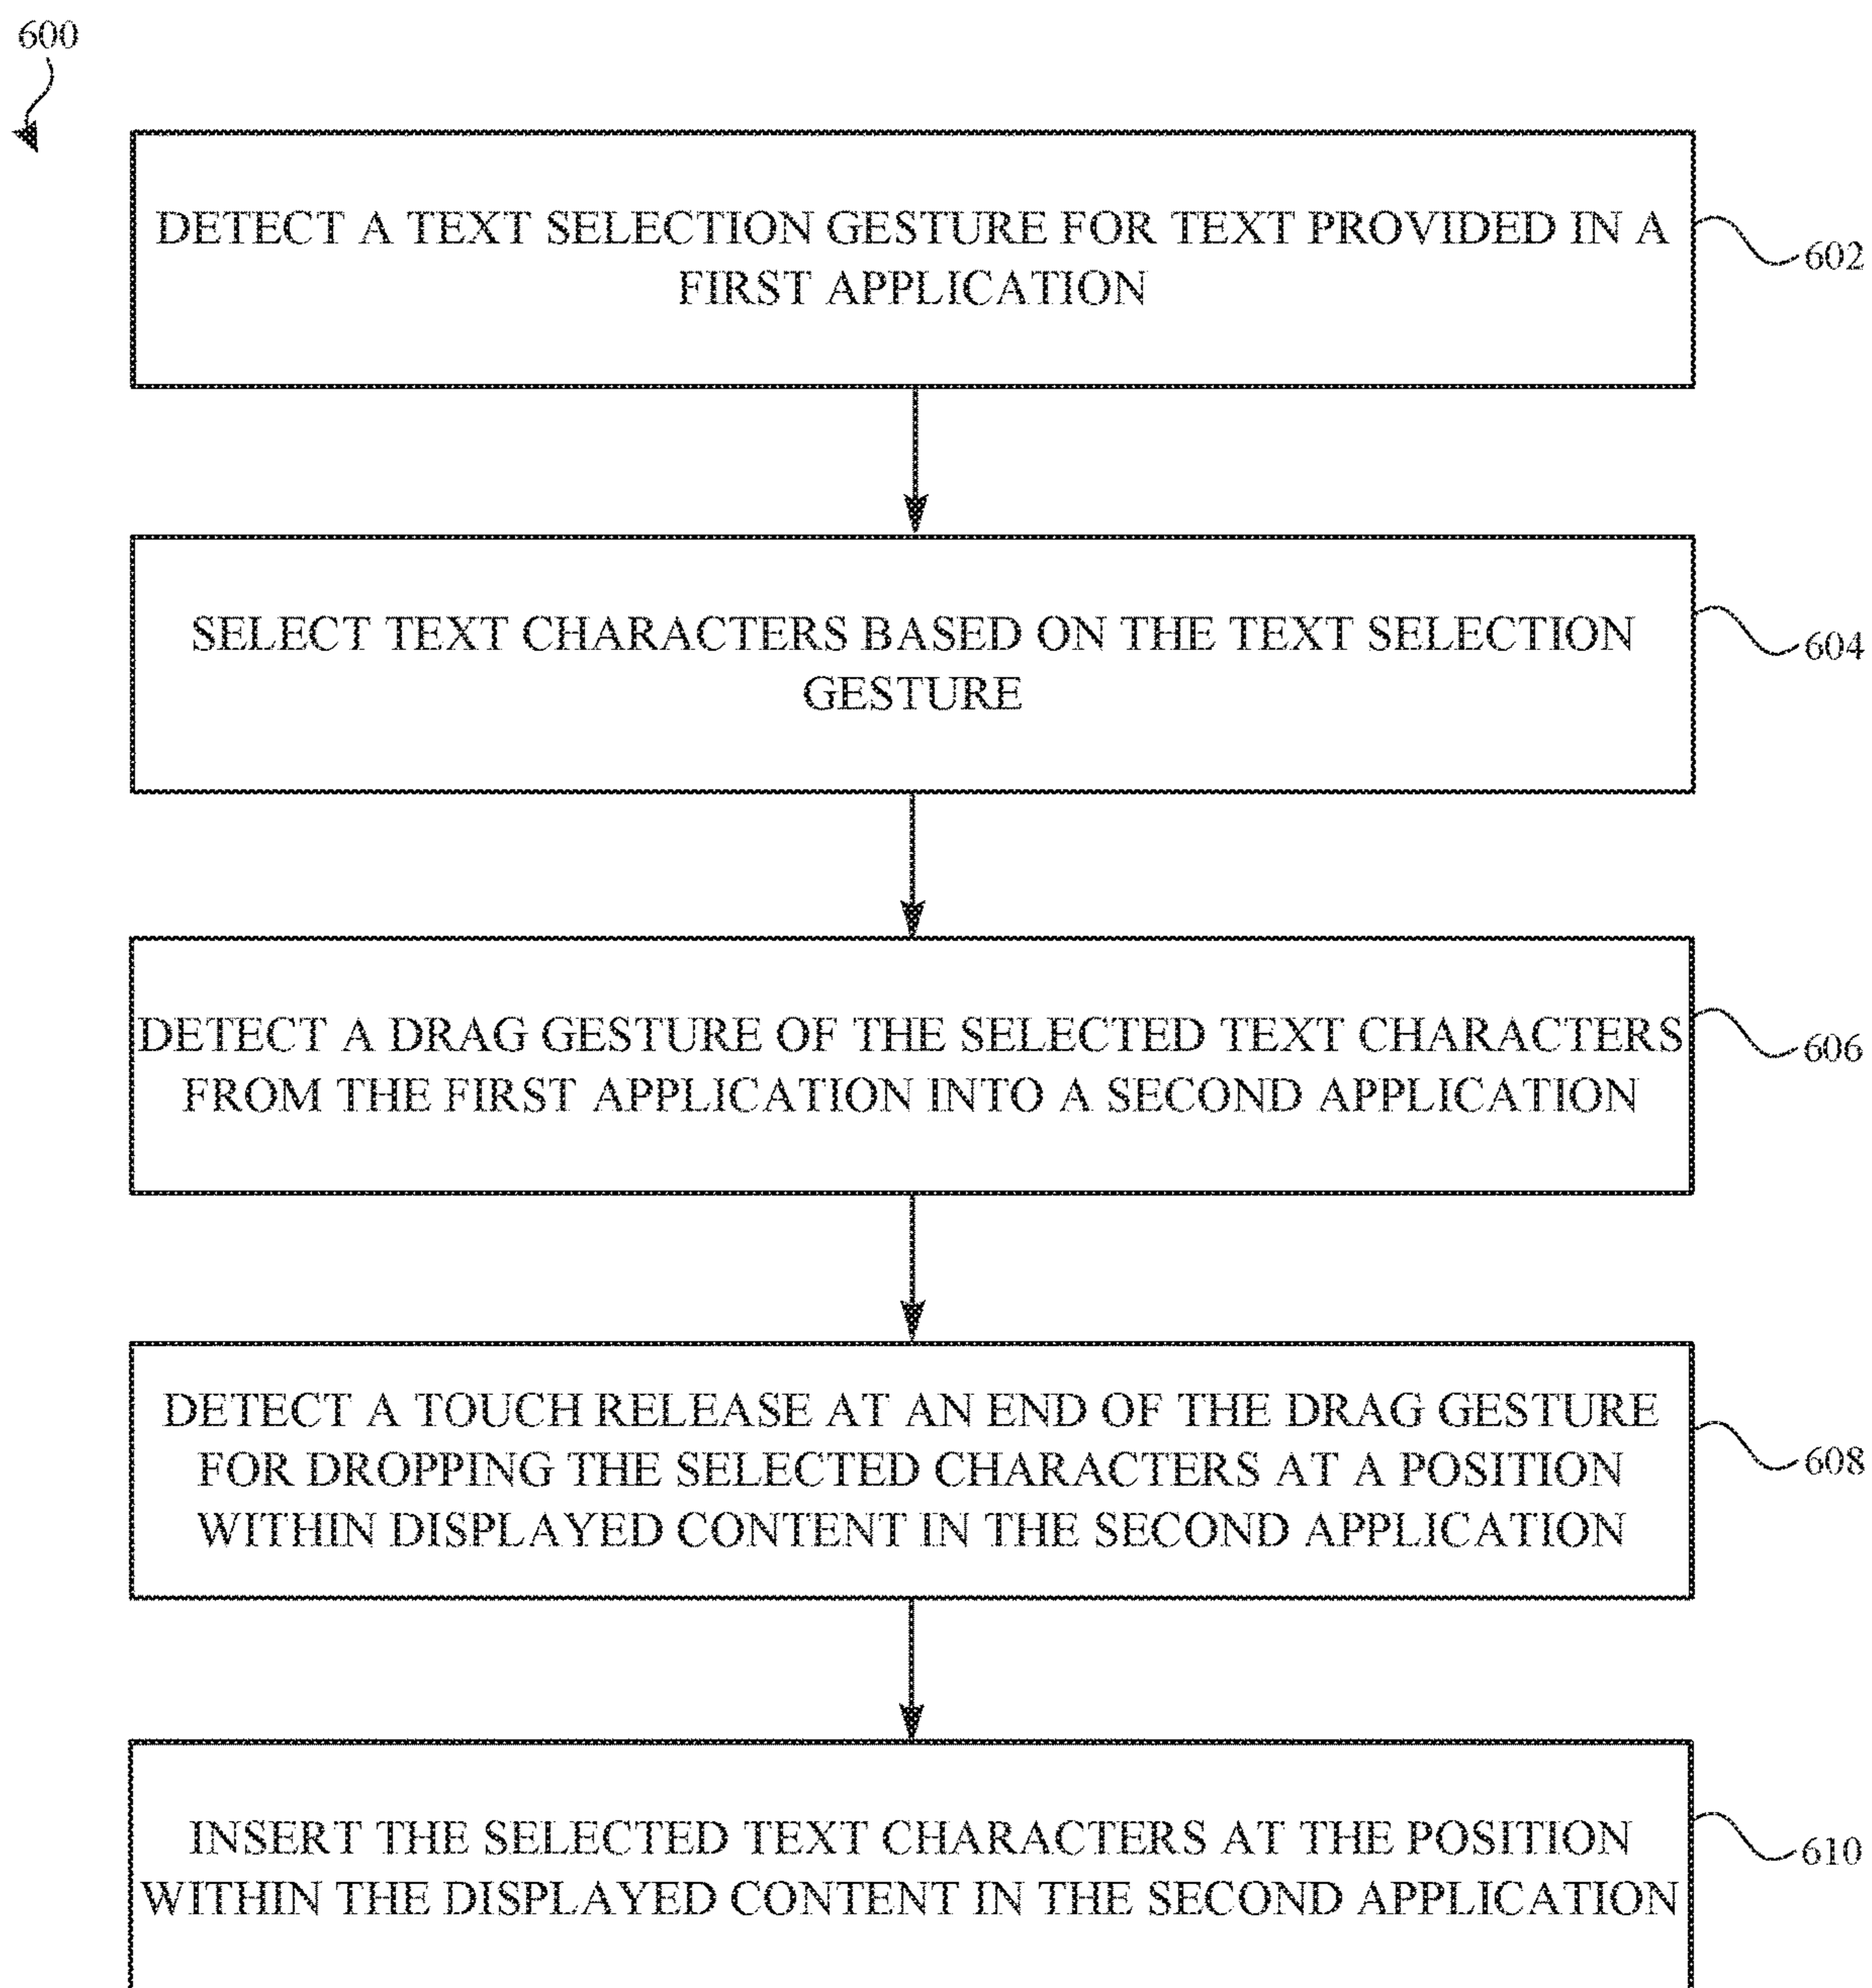 600
DETECT A TEXT SELECTION GESTURE FOR TEXT PROVIDED IN A
FIRST APPLICATION
602
SELECT TEXT CHARACTERS BASED ON THE TEXT SELECTION
GESTURE
604
DETECT A DRAG GESTURE OF THE SELECTED TEXT CHARACTERS
FROM THE FIRST APPLICATION INTO A SECOND APPLICATION
606
DETECT A TOUCH RELEASE AT AN END OF THE DRAG GESTURE
FOR DROPPING THE SELECTED CHARACTERS AT A POSITION
WITHIN DISPLAYED CONTENT IN THE SECOND APPLICATION
608
INSERT THE SELECTED TEXT CHARACTERS AT THE POSITION
WITHIN THE DISPLAYED CONTENT IN THE SECOND APPLICATION
610